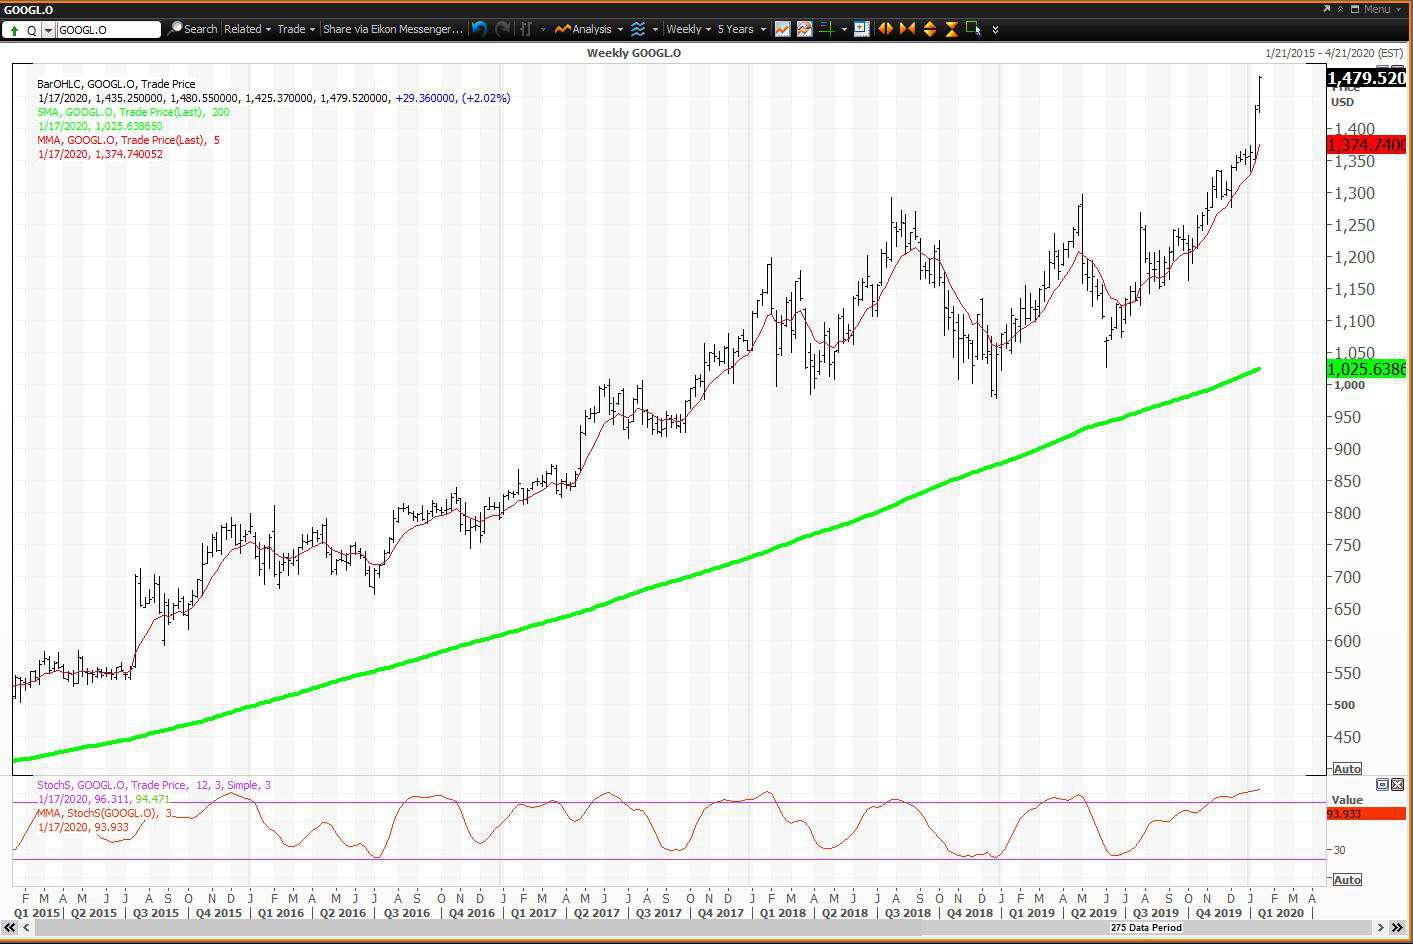 GOOGL.O
Menu
Q GOOGL.O Search Related Trade Share via Eikon Messenger... Analysis Weekly 5 Years
Weekly GOOGL.O
1/21/2015 - 4/21/2020 (EST)
BarOHLC, GOOGL.O, Trade Price
1/17/2020, 1,435.250000, 1,480.550000, 1,425.370000, 1,479.520000, +29.360000, (+2.02%)
SMA, GOOGL.O, Trade Price(Last), 200
1/17/2020, 1,025.638650
MMA, GOOGL.O, Trade Price(Last), 5
1/17/2020, 1,374.740052
1,479.520
Price
USD
1,400
1,374.7400
1,350
1,300
1,250
1,200
1,150
1,100
1,050
1,025.6386
1,000
950
900
850
800
750
700
650
600
550
500
450
Auto
StochS, GOOGL.O, Trade Price, 12, 3, Simple, 3
1/17/2020, 96.311, 94.471
MMA, StochS(GOOGL.O), 3
1/17/2020, 93.933
Value
93.933
30
Auto
F M A M J J A S O N D J F M A M J J A S O N D J F M A M J J A S O N D J F M A M J J A S O N D J F M A M J J A S O N D J F M A
Q1 2015 Q2 2015 Q3 2015 Q4 2015 Q1 2016 Q2 2016 Q3 2016 Q4 2016 Q1 2017 Q2 2017 Q3 2017 Q4 2017 Q1 2018 Q2 2018 Q3 2018 Q4 2018 Q1 2019 Q2 2019 Q3 2019 Q4 2019 Q1 2020
275 Data Period